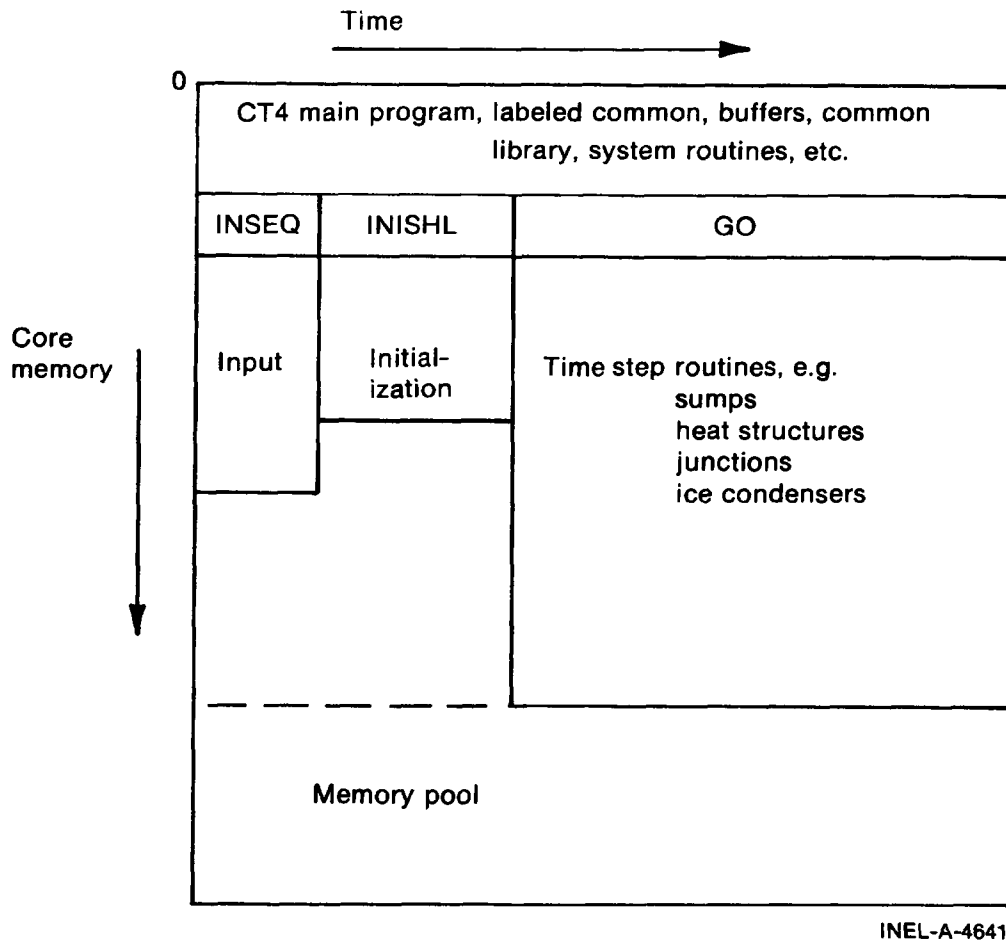 Time
0
CT4 main program, labeled common, buffers, common
library, system routines, etc.
INSEQ INISHL GO
Core
memory
Input
Initial-
ization
Time step routines, e.g.
sumps
heat structures
junctions
ice condensers
Memory pool
INEL-A-4641